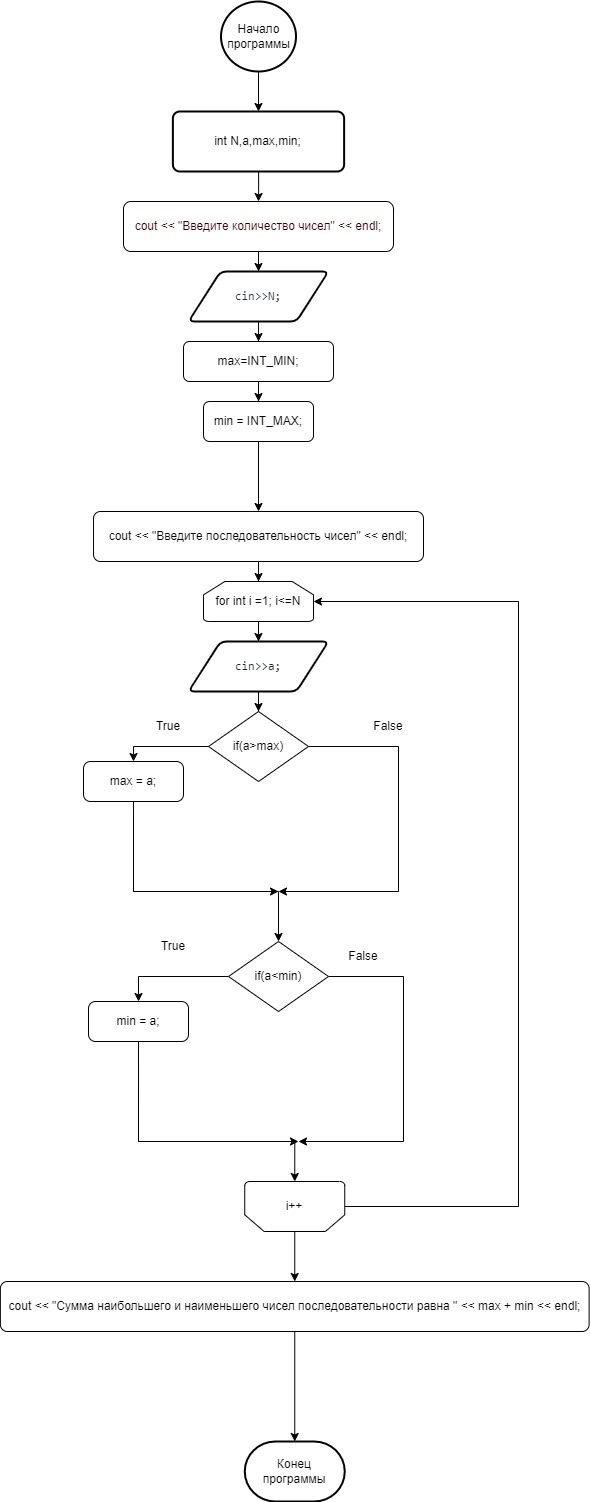 Начало
программы
int N,a,max,min;
cout << "Введите количество чисел" << endl;
cin>>N;
max=INT_MIN;
min = INT_MAX;
cout << "Введите последовательность чисел" << endl;
for int i =1; i<=N
cin>>a;
True
False
if(a>max)
max = a;
True
False
if(a<min)
min = a;
i++
cout << "Сумма наибольшего и наименьшего чисел последовательности равна " << max + min << endl;
Конец
программы